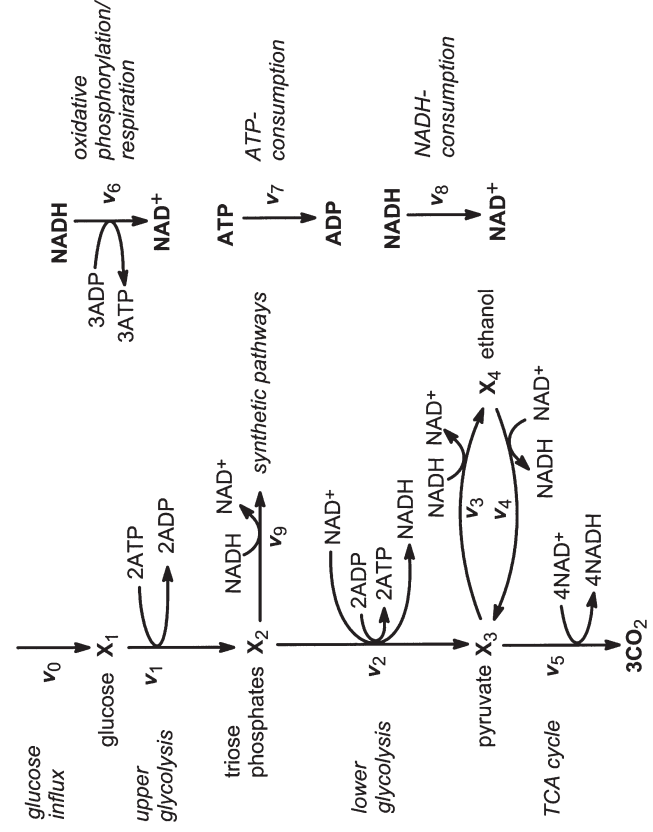 glucose
influx
v0
glucose X1
upper
glycolysis
v1
2ATP
2ADP
triose
phosphates X2
NADH
NAD+
v9
synthetic pathways
lower
glycolysis
v2
NAD+
2ADP
2ATP
NADH
pyruvate X3
NADH
NAD+
v3
v4
X4 ethanol
NADH
NAD+
TCA cycle
v5
4NAD+
4NADH
3CO2
NADH
3ADP
3ATP
v6
NAD+
oxidative
phosphorylation/
respiration
ATP
v7
ADP
ATP-
consumption
NADH
v8
NAD+
NADH-
consumption